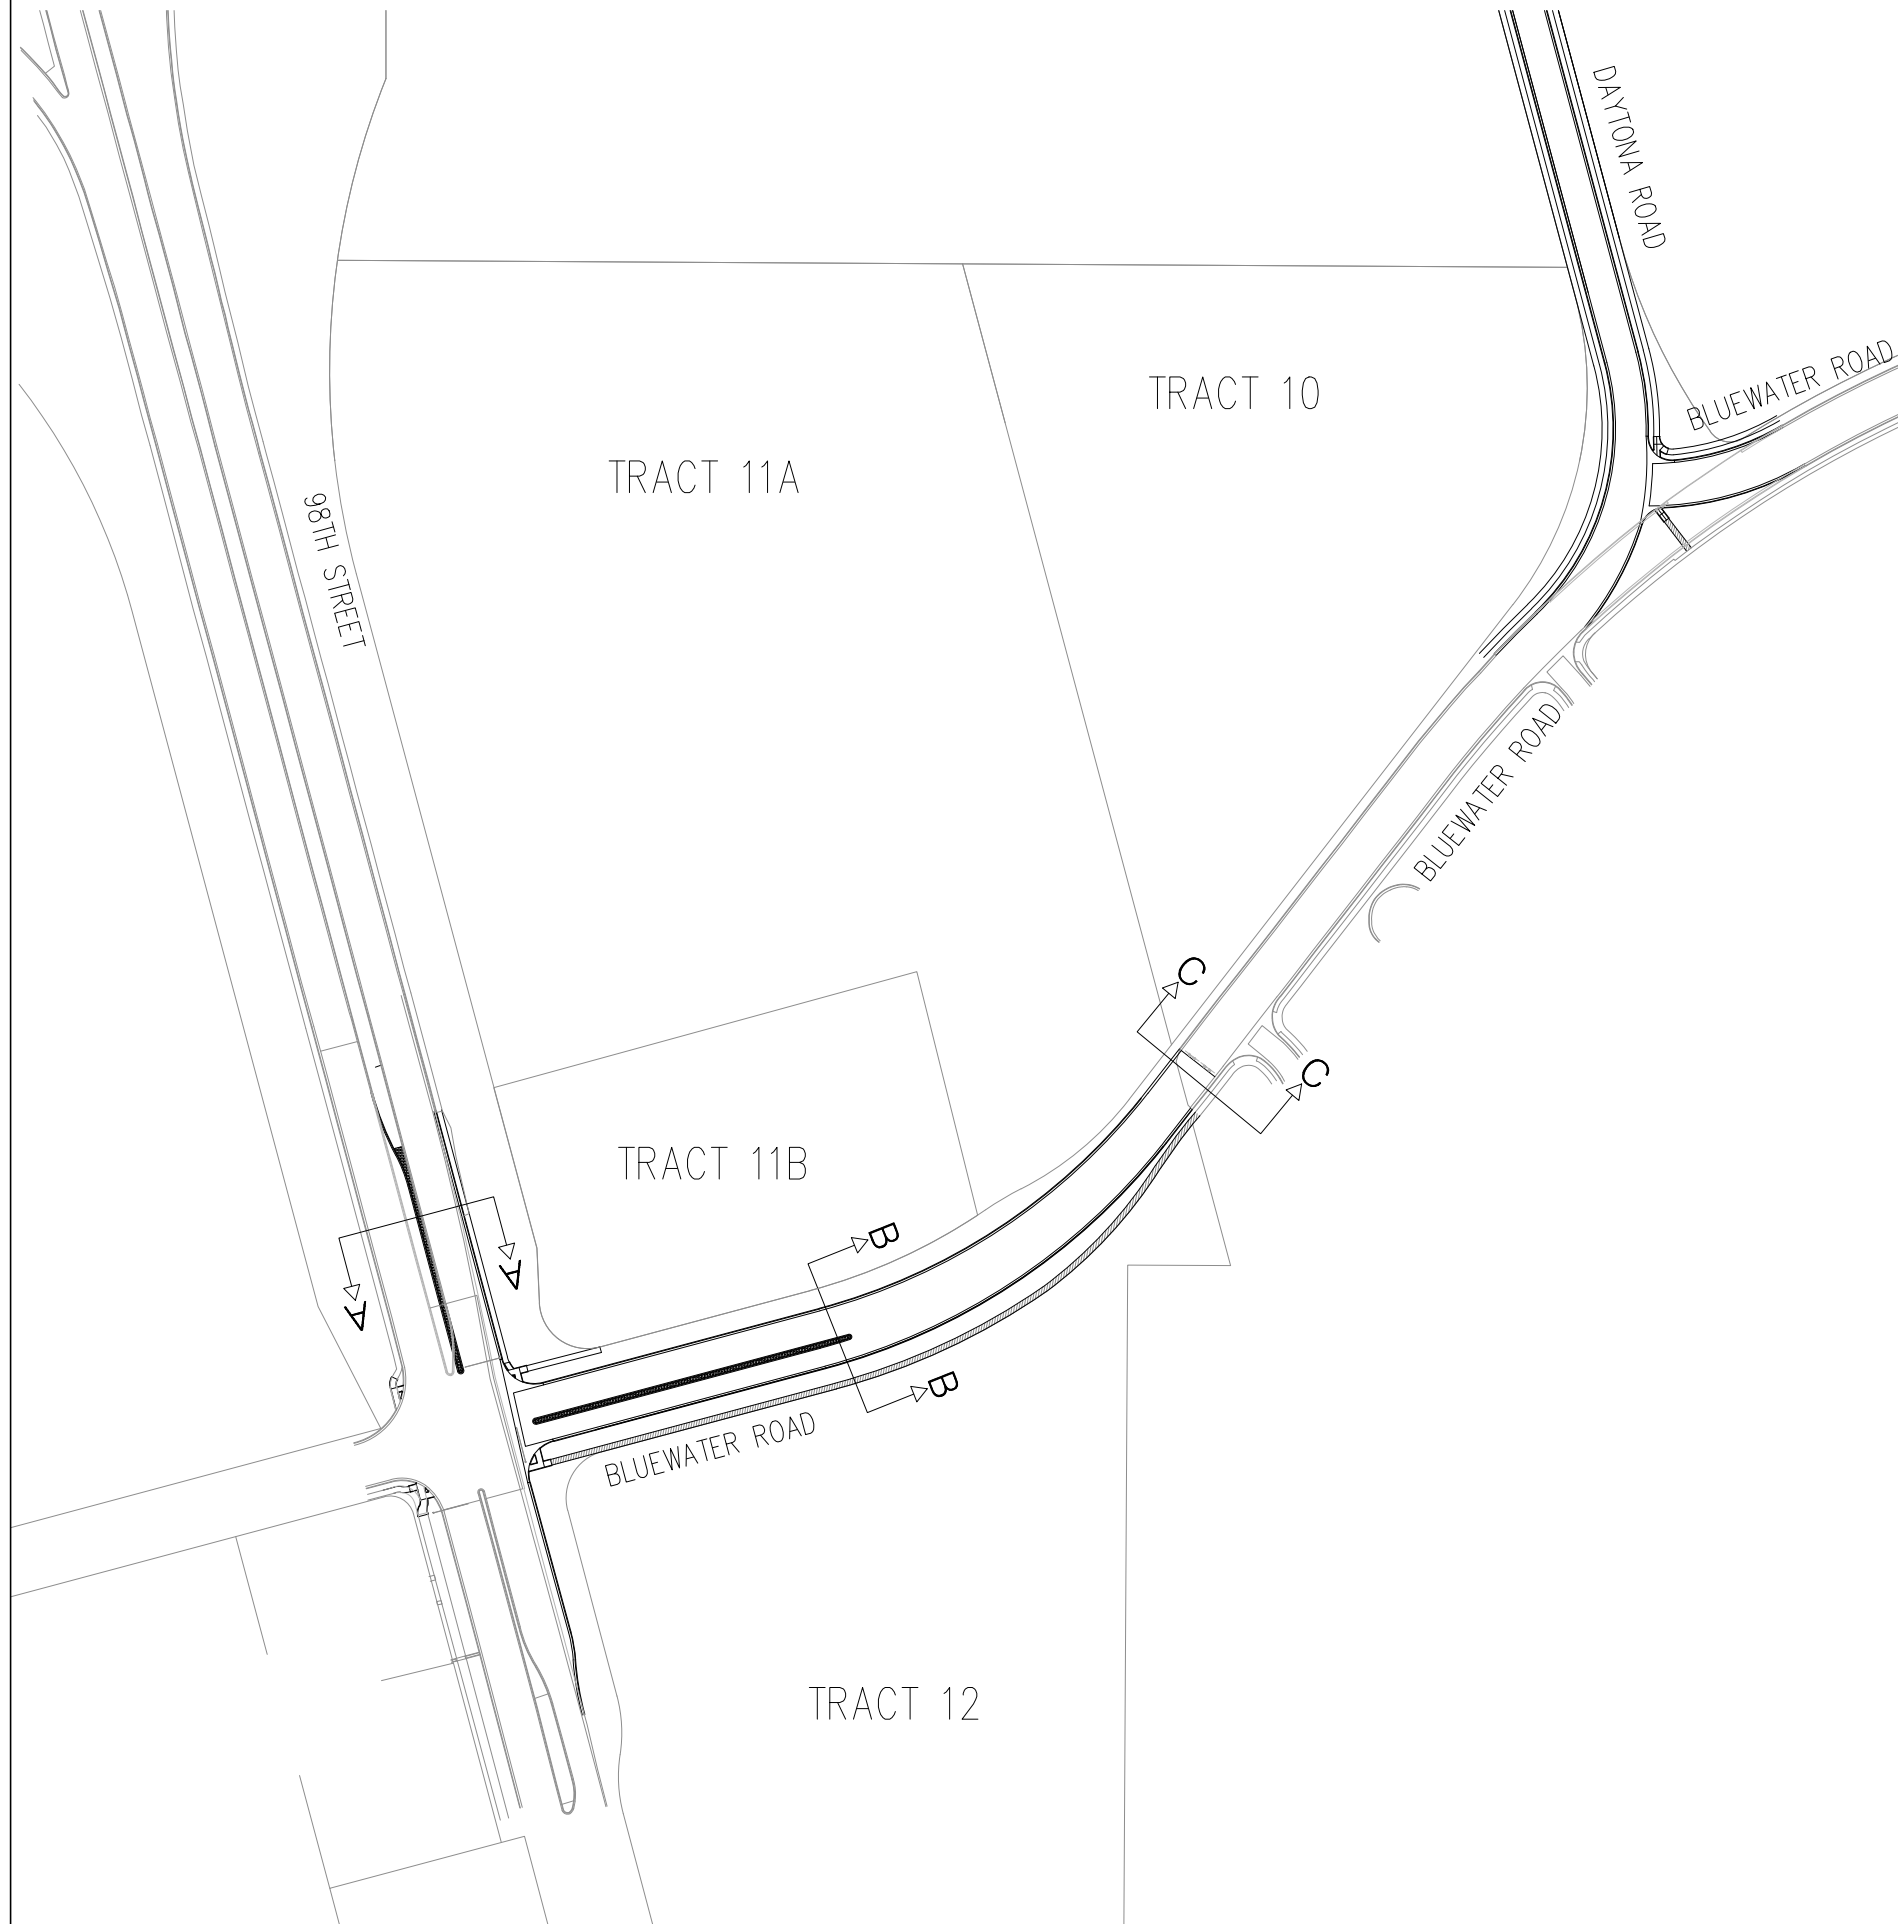 DAYTONA ROAD
BLUEWATER ROAD
TRACT 10
TRACT 11A
98TH STREET
BLUEWATER ROAD
C
C
TRACT 11B
B
A
A
B
BLUEWATER ROAD
TRACT 12